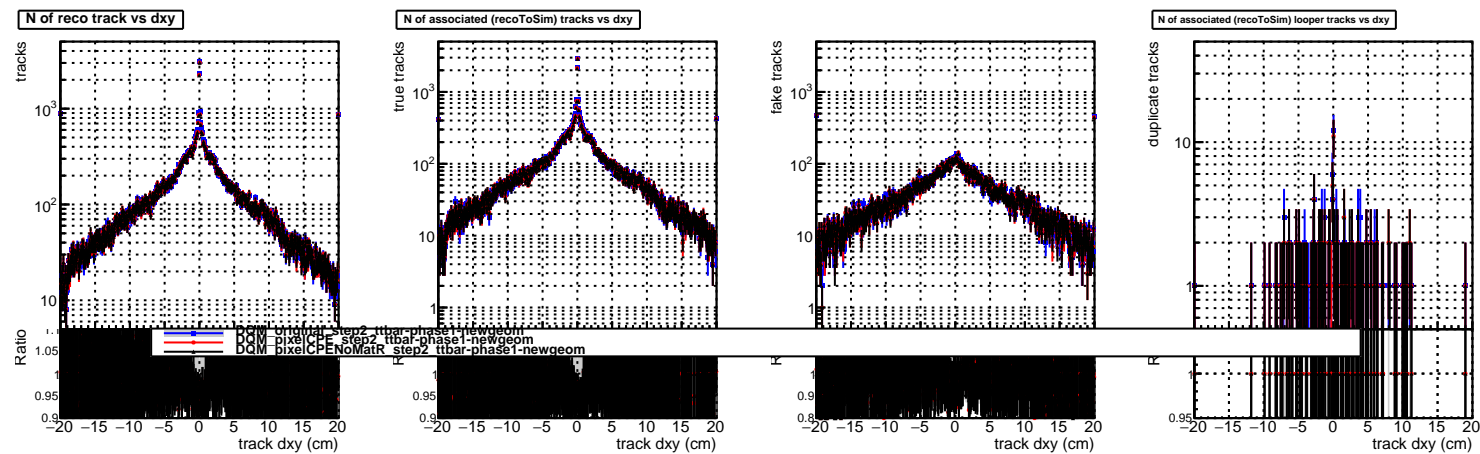 N of reco track vs dxy
N of associated (recoToSim) tracks vs dxy
N of associated (recoToSim) looper tracks vs dxy
tracks
10³
10²
10
true tracks
10³
10²
10
1
fake tracks
10³
10²
10
1
duplicate tracks
10
1
DQM_original_step2_ttbar-phase1-newgeom
DQM_pixelCPE_step2_ttbar-phase1-newgeom
DQM_pixelCPENoMatR_step2_ttbar-phase1-newgeom
Ratio
1.05
1
0.95
0.9
1
0.95
0.9
1
0.9
1
0.95
−20 −15 −10 −5 0 5 10 15 20
track dxy (cm)
−20 −15 −10 −5 0 5 10 15 20
track dxy (cm)
−20 −15 −10 −5 0 5 10 15 20
track dxy (cm)
−20 −15 −10 −5 0 5 10 15 20
track dxy (cm)